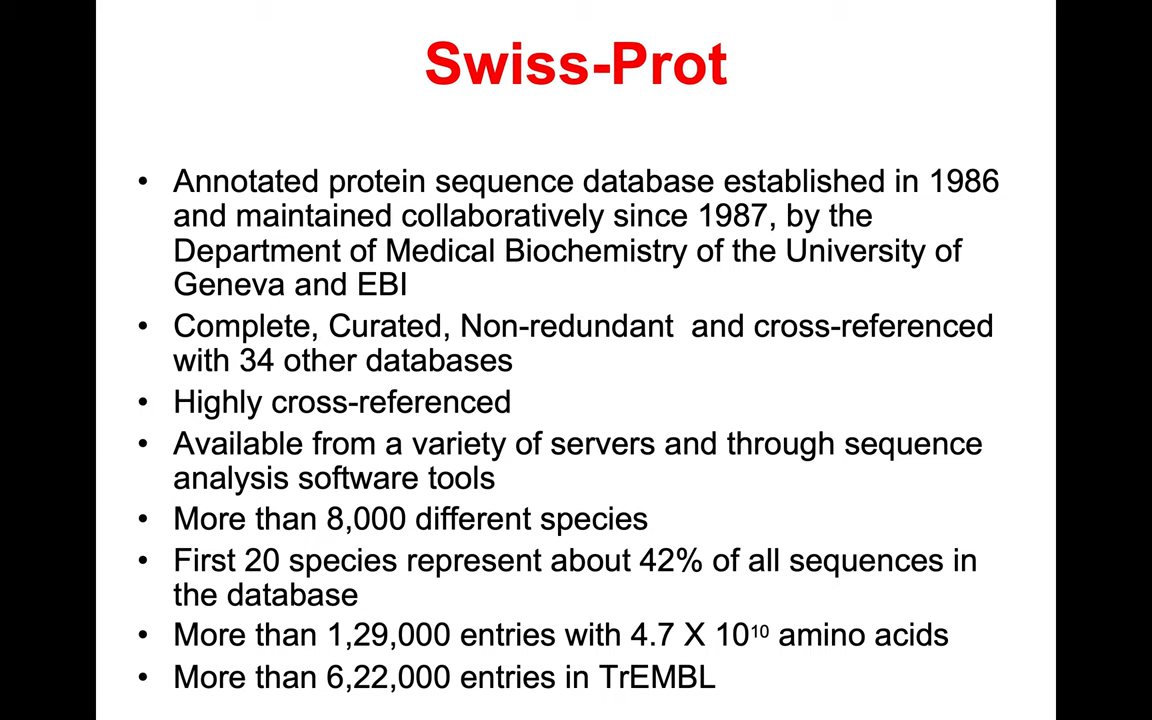 Swiss-Prot
• Annotated protein sequence database established in 1986
and maintained collaboratively since 1987, by the
Department of Medical Biochemistry of the University of
Geneva and EBI
• Complete, Curated, Non-redundant  and cross-referenced
with 34 other databases
• Highly cross-referenced
• Available from a variety of servers and through sequence
analysis software tools
• More than 8,000 different species
• First 20 species represent about 42% of all sequences in
the database
• More than 1,29,000 entries with 4.7 X 10¹⁰ amino acids
• More than 6,22,000 entries in TrEMBL